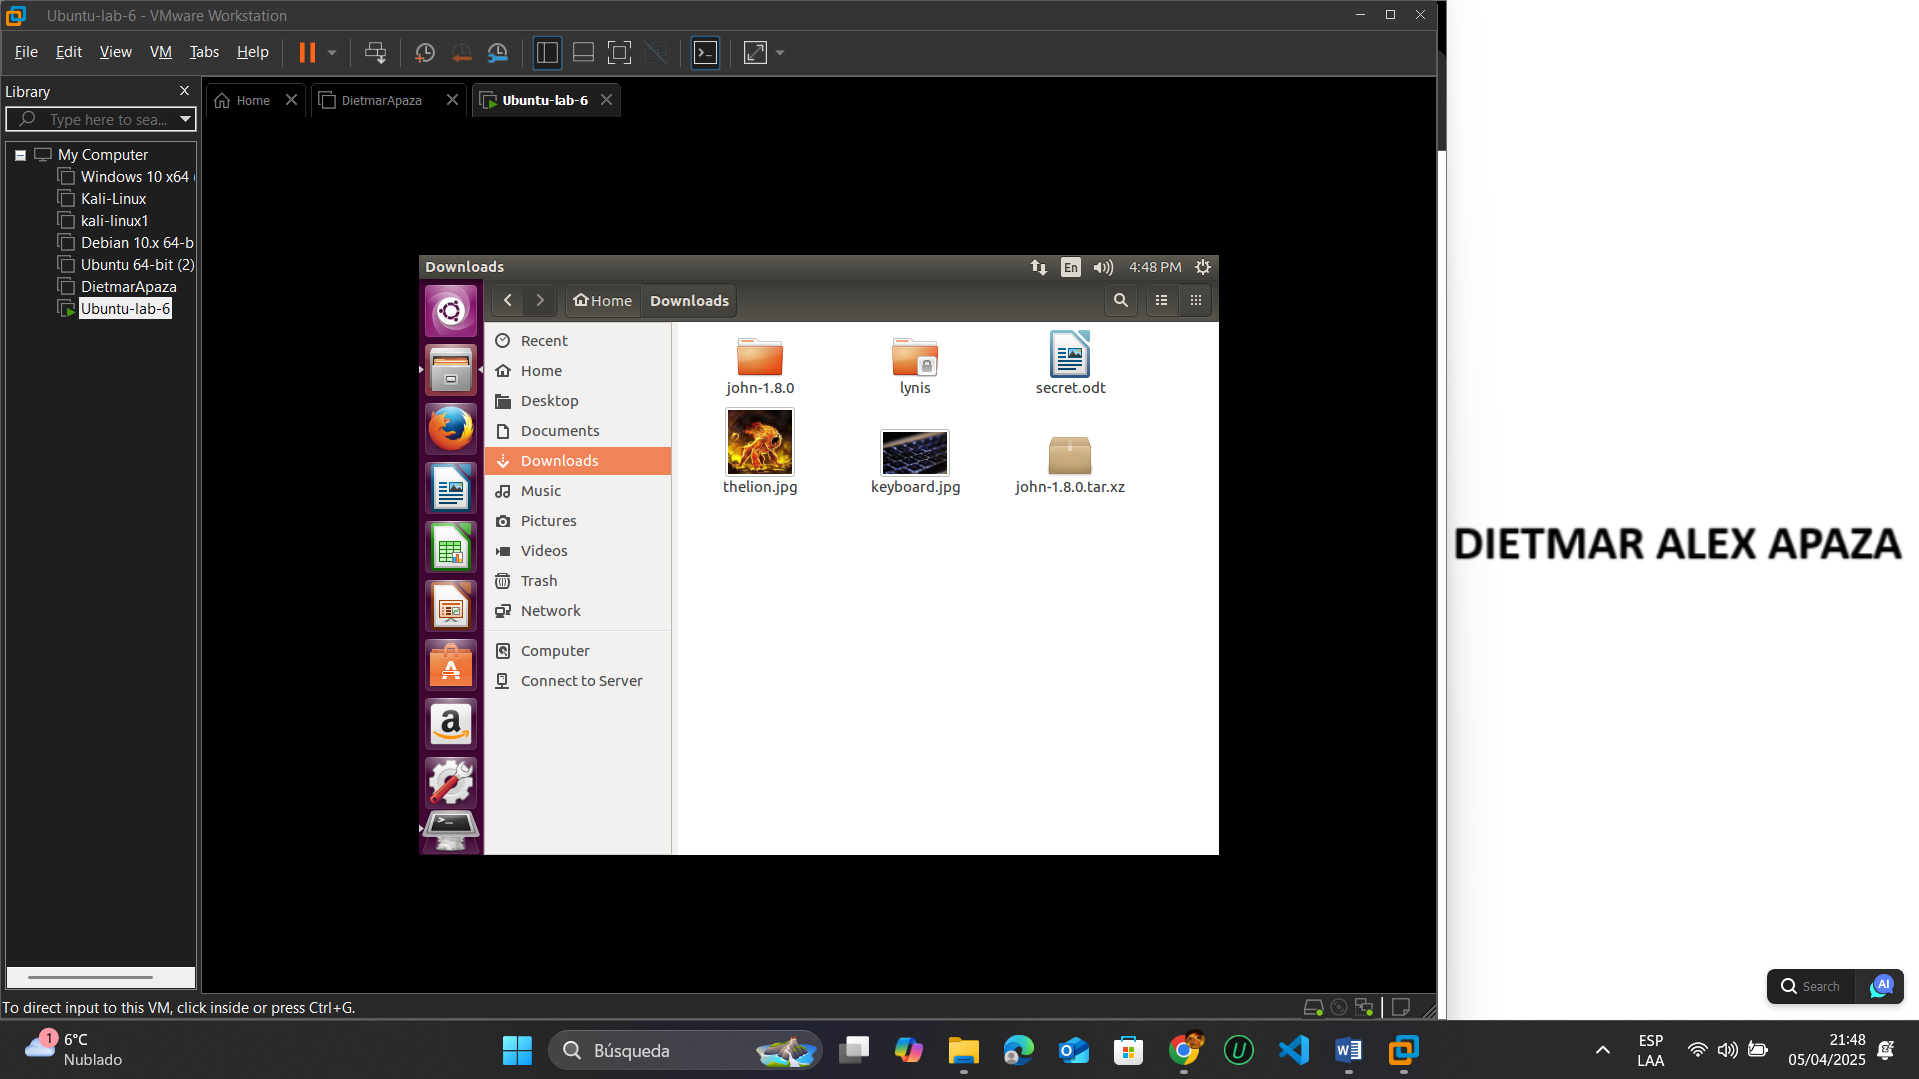 Ubuntu-lab-6 - VMware Workstation
File Edit View VM Tabs Help
Library
Type here to sea...
Home
DietmarApaza
Ubuntu-lab-6
My Computer
Windows 10 x64
Kali-Linux
kali-linux1
Debian 10.x 64-b
Ubuntu 64-bit (2)
DietmarApaza
Ubuntu-lab-6
Downloads
En
4:48 PM
Home
Downloads
Recent
Home
Desktop
Documents
Downloads
Music
Pictures
Videos
Trash
Network
Computer
Connect to Server
john-1.8.0
lynis
secret.odt
thelion.jpg
keyboard.jpg
john-1.8.0.tar.xz
DIETMAR ALEX APAZA
Search
AI
To direct input to this VM, click inside or press Ctrl+G.
1
6°C
Nublado
Búsqueda
ESP
LAA
21:48
05/04/2025